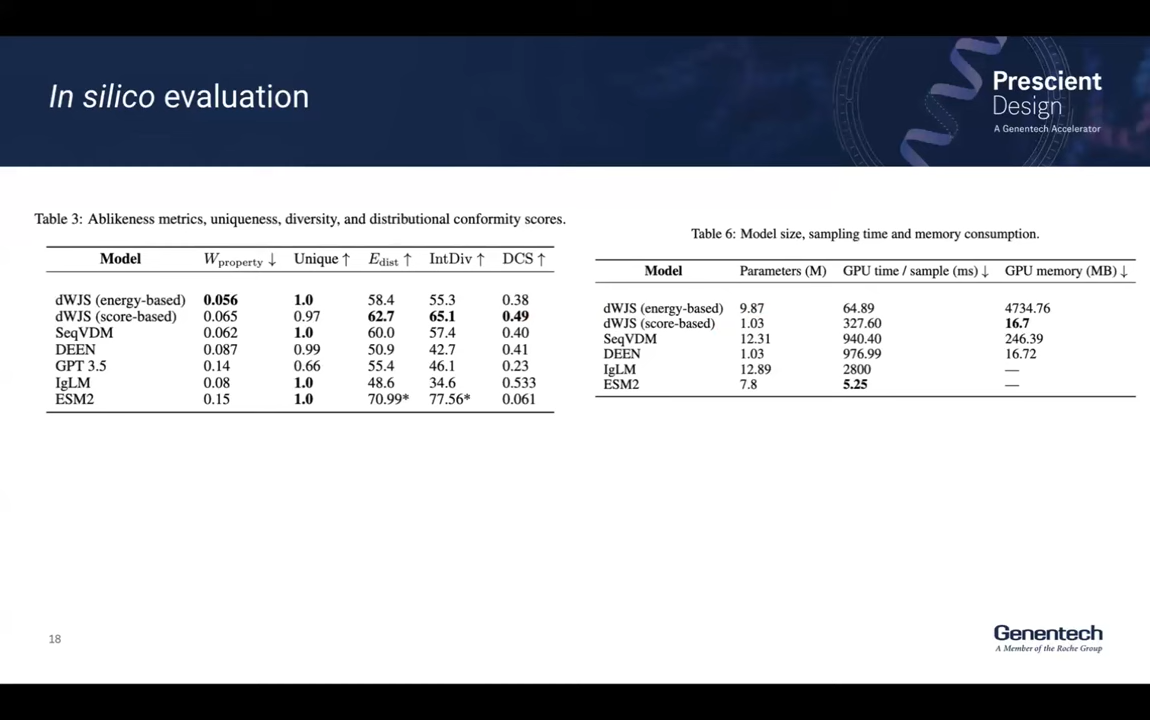 In silico evaluation
Prescient
Design
A Genentech Accelerator
Table 3: Ablikeness metrics, uniqueness, diversity, and distributional conformity scores.
Model Wproperty ↓ Unique ↑ Edist ↑ IntDiv ↑ DCS ↑
dWJS (energy-based) 0.056 1.0 58.4 55.3 0.38
dWJS (score-based) 0.065 0.97 62.7 65.1 0.49
SeqVDM 0.062 1.0 60.0 57.4 0.40
DEEN 0.087 0.99 50.9 42.7 0.41
GPT 3.5 0.14 0.66 55.4 46.1 0.23
IgLM 0.08 1.0 48.6 34.6 0.533
ESM2 0.15 1.0 70.99* 77.56* 0.061
Table 6: Model size, sampling time and memory consumption.
Model Parameters (M) GPU time / sample (ms) ↓ GPU memory (MB) ↓
dWJS (energy-based) 9.87 64.89 4734.76
dWJS (score-based) 1.03 327.60 16.7
SeqVDM 12.31 940.40 246.39
DEEN 1.03 976.99 16.72
IgLM 12.89 2800 —
ESM2 7.8 5.25 —
18
Genentech
A Member of the Roche Group